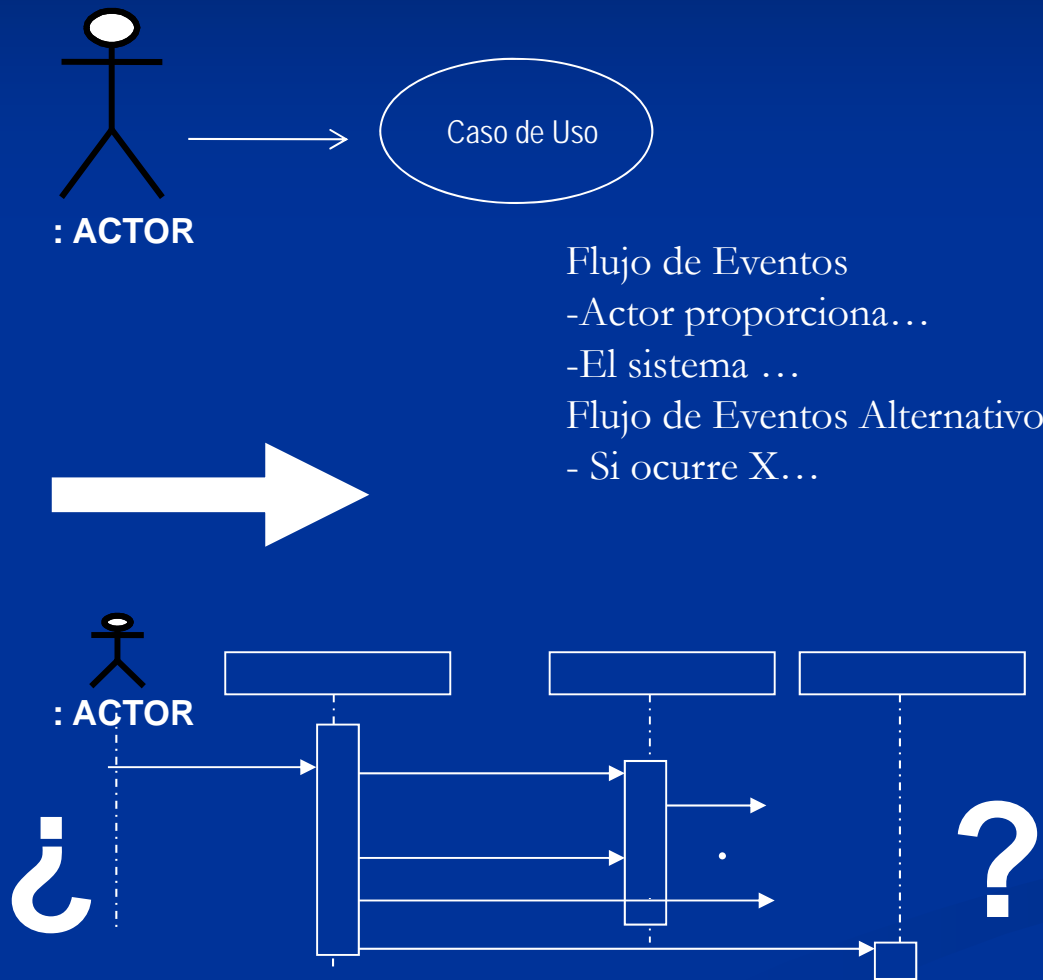 Caso de Uso
: ACTOR
Flujo de Eventos
-Actor proporciona…
-El sistema …
Flujo de Eventos Alternativo
- Si ocurre X…
: ACTOR
¿ ?
.